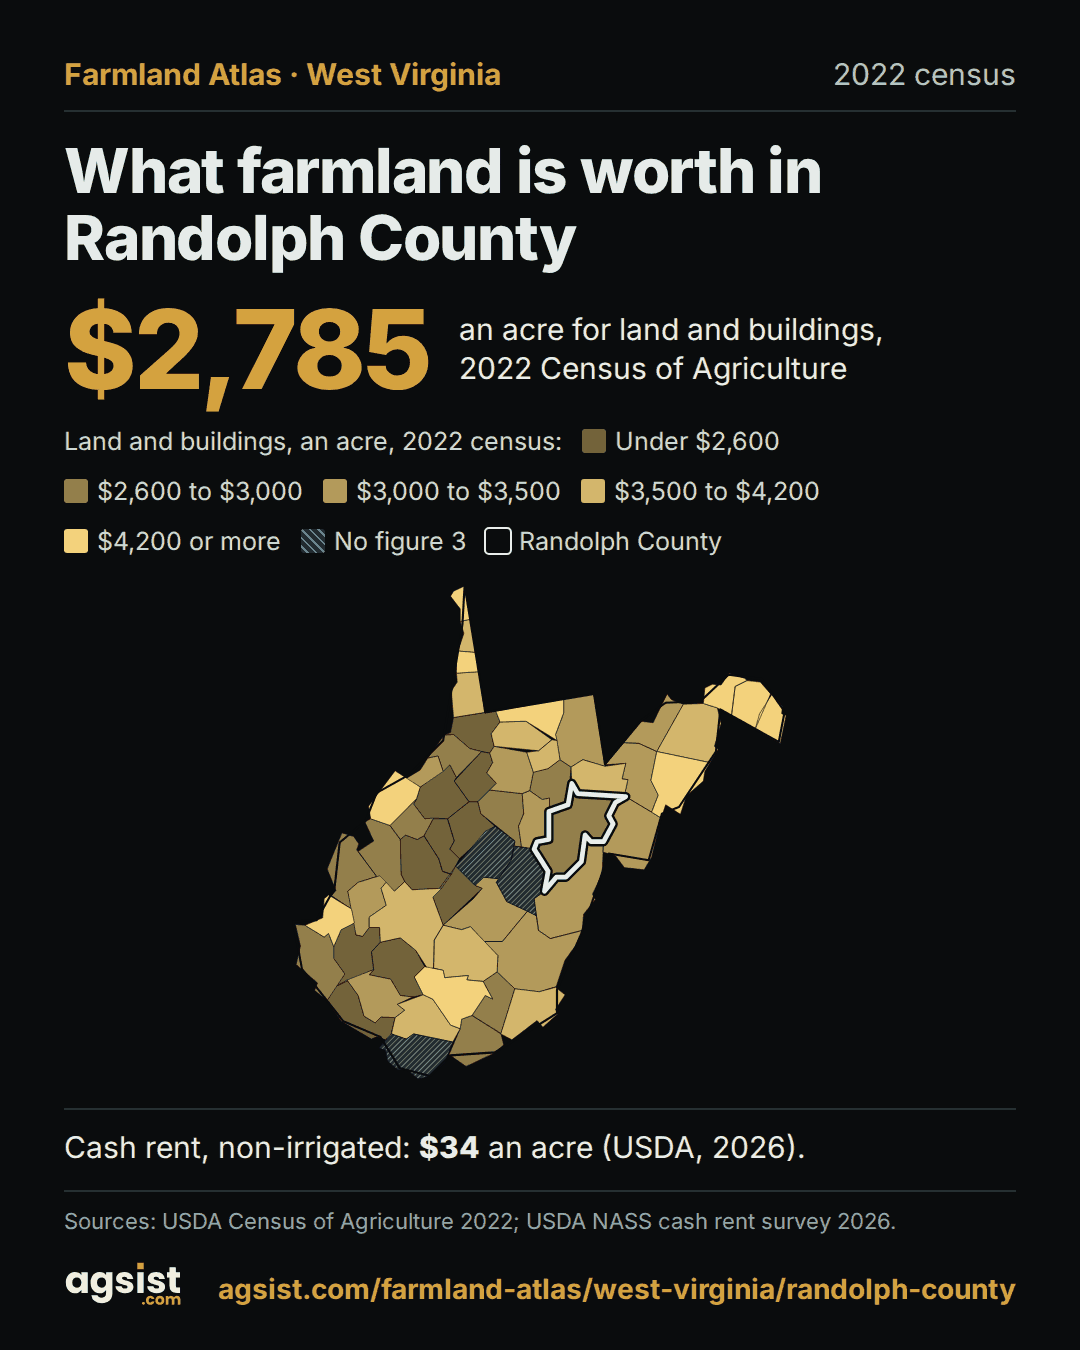 Farmland Atlas · West Virginia
2022 census
What farmland is worth in
Randolph County
$2,785
an acre for land and buildings,
2022 Census of Agriculture
Land and buildings, an acre, 2022 census: Under $2,600
$2,600 to $3,000 $3,000 to $3,500 $3,500 to $4,200
$4,200 or more No figure 3 Randolph County
Cash rent, non-irrigated: $34 an acre (USDA, 2026).
Sources: USDA Census of Agriculture 2022; USDA NASS cash rent survey 2026.
agsist.com
agsist.com/farmland-atlas/west-virginia/randolph-county